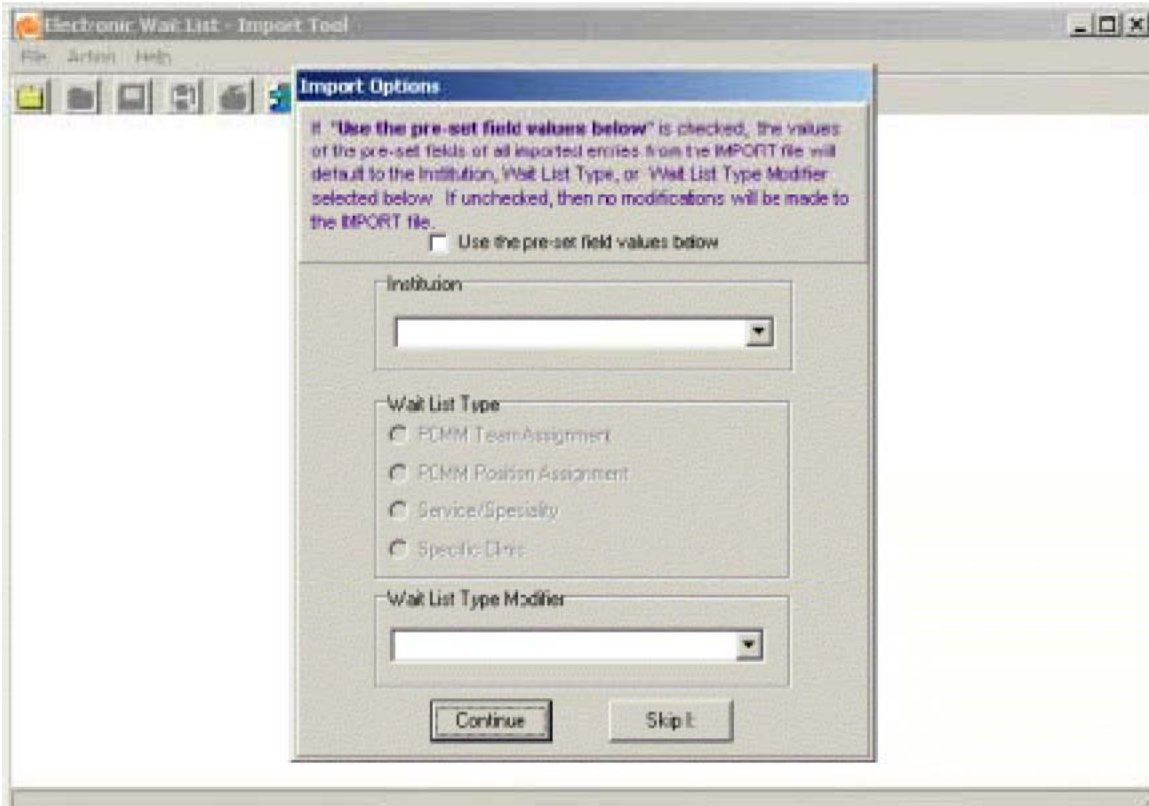 Electronic Wait List - Import Tool
File Action Help
Import Options
If "Use the pre-set field values below" is checked, the values
of the pre-set fields of all imported entries from the IMPORT file will
default to the Institution, Wait List Type, or Wait List Type Modifier
selected below. If unchecked, then no modifications will be made to
the IMPORT file.
Use the pre-set field values below
Institution
Wait List Type
PCMM Team Assignment
PCMM Position Assignment
Service/Speciality
Specific Clinic
Wait List Type Modifier
Continue
Skip It